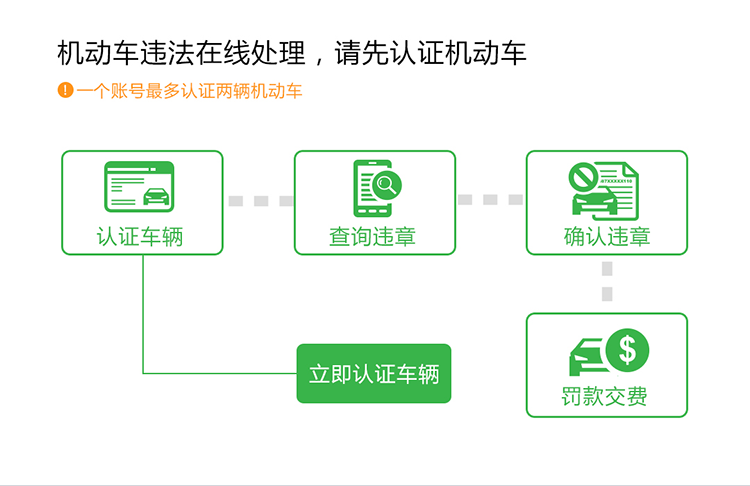 机动车违法在线处理，请先认证机动车
一个账号最多认证两辆机动车
认证车辆
查询违章
确认违章
立即认证车辆
$
罚款交费